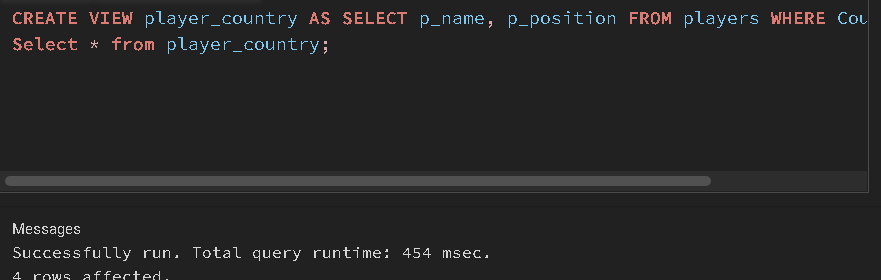 CREATE VIEW player_country AS SELECT p_name, p_position FROM players WHERE Cou
Select * from player_country;
Messages
Successfully run. Total query runtime: 454 msec.
4 rows affected.